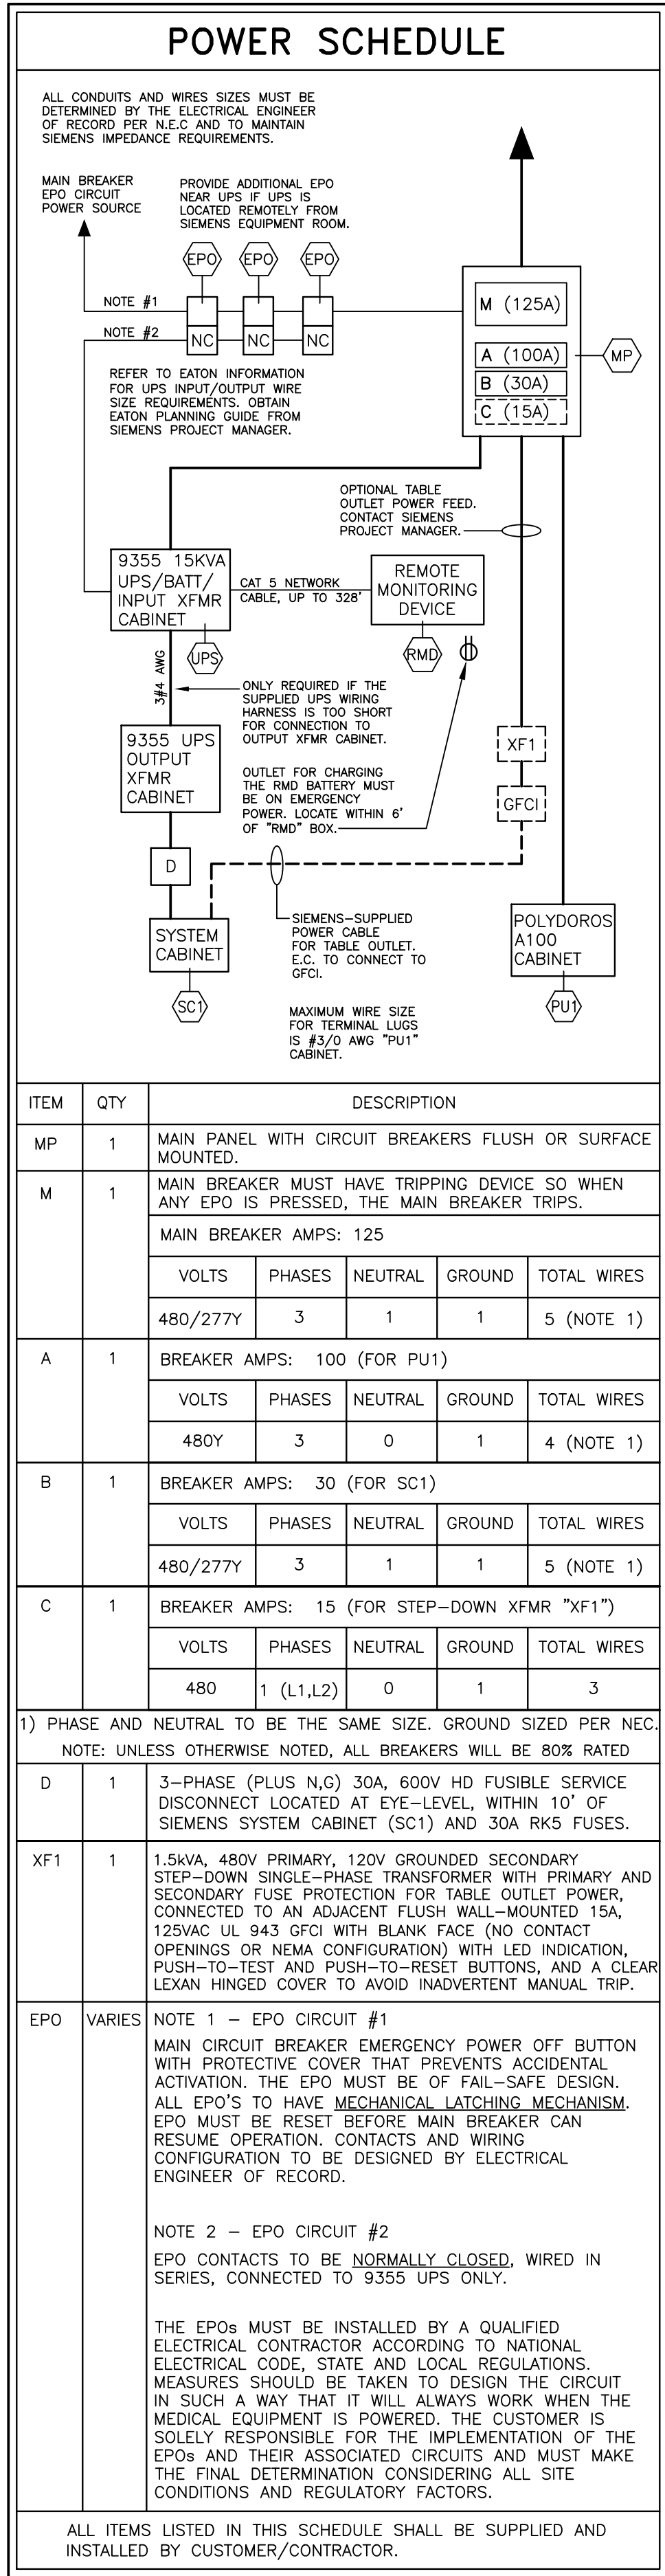 POWER SCHEDULE
ALL CONDUITS AND WIRES SIZES MUST BE
DETERMINED BY THE ELECTRICAL ENGINEER
OF RECORD PER N.E.C AND TO MAINTAIN
SIEMENS IMPEDANCE REQUIREMENTS.
MAIN BREAKER
EPO CIRCUIT
POWER SOURCE
PROVIDE ADDITIONAL EPO
NEAR UPS IF UPS IS
LOCATED REMOTELY FROM
SIEMENS EQUIPMENT ROOM.
EPO EPO EPO
NOTE #1
NOTE #2
NC NC NC
M (125A)
A (100A)
B (30A)
C (15A)
MP
REFER TO EATON INFORMATION
FOR UPS INPUT/OUTPUT WIRE
SIZE REQUIREMENTS. OBTAIN
EATON PLANNING GUIDE FROM
SIEMENS PROJECT MANAGER.
OPTIONAL TABLE
OUTLET POWER FEED.
CONTACT SIEMENS
PROJECT MANAGER.
9355 15KVA
UPS/BATT/
INPUT XFMR
CABINET
CAT 5 NETWORK
CABLE, UP TO 328'
REMOTE
MONITORING
DEVICE
UPS
RMD
3#4 AWG
ONLY REQUIRED IF THE
SUPPLIED UPS WIRING
HARNESS IS TOO SHORT
FOR CONNECTION TO
OUTPUT XFMR CABINET.
9355 UPS
OUTPUT
XFMR
CABINET
XF1
OUTLET FOR CHARGING
THE RMD BATTERY MUST
BE ON EMERGENCY
POWER. LOCATE WITHIN 6'
OF "RMD" BOX.
GFCI
D
SYSTEM
CABINET
SC1
SIEMENS-SUPPLIED
POWER CABLE
FOR TABLE OUTLET.
E.C. TO CONNECT TO
GFCI.
POLYDOROS
A100
CABINET
PU1
MAXIMUM WIRE SIZE
FOR TERMINAL LUGS
IS #3/0 AWG "PU1"
CABINET.
ITEM QTY DESCRIPTION
MP 1 MAIN PANEL WITH CIRCUIT BREAKERS FLUSH OR SURFACE
MOUNTED.
M 1 MAIN BREAKER MUST HAVE TRIPPING DEVICE SO WHEN
ANY EPO IS PRESSED, THE MAIN BREAKER TRIPS.
MAIN BREAKER AMPS: 125
VOLTS PHASES NEUTRAL GROUND TOTAL WIRES
480/277Y 3 1 1 5 (NOTE 1)
A 1 BREAKER AMPS: 100 (FOR PU1)
VOLTS PHASES NEUTRAL GROUND TOTAL WIRES
480Y 3 0 1 4 (NOTE 1)
B 1 BREAKER AMPS: 30 (FOR SC1)
VOLTS PHASES NEUTRAL GROUND TOTAL WIRES
480/277Y 3 1 1 5 (NOTE 1)
C 1 BREAKER AMPS: 15 (FOR STEP-DOWN XFMR "XF1")
VOLTS PHASES NEUTRAL GROUND TOTAL WIRES
480 1 (L1,L2) 0 1 3
1) PHASE AND NEUTRAL TO BE THE SAME SIZE. GROUND SIZED PER NEC.
NOTE: UNLESS OTHERWISE NOTED, ALL BREAKERS WILL BE 80% RATED
D 1 3-PHASE (PLUS N,G) 30A, 600V HD FUSIBLE SERVICE
DISCONNECT LOCATED AT EYE-LEVEL, WITHIN 10' OF
SIEMENS SYSTEM CABINET (SC1) AND 30A RK5 FUSES.
XF1 1 1.5kVA, 480V PRIMARY, 120V GROUNDED SECONDARY
STEP-DOWN SINGLE-PHASE TRANSFORMER WITH PRIMARY AND
SECONDARY FUSE PROTECTION FOR TABLE OUTLET POWER,
CONNECTED TO AN ADJACENT FLUSH WALL-MOUNTED 15A,
125VAC UL 943 GFCI WITH BLANK FACE (NO CONTACT
OPENINGS OR NEMA CONFIGURATION) WITH LED INDICATION,
PUSH-TO-TEST AND PUSH-TO-RESET BUTTONS, AND A CLEAR
LEXAN HINGED COVER TO AVOID INADVERTENT MANUAL TRIP.
EPO VARIES NOTE 1 - EPO CIRCUIT #1
MAIN CIRCUIT BREAKER EMERGENCY POWER OFF BUTTON
WITH PROTECTIVE COVER THAT PREVENTS ACCIDENTAL
ACTIVATION. THE EPO MUST BE OF FAIL-SAFE DESIGN.
ALL EPO'S TO HAVE MECHANICAL LATCHING MECHANISM.
EPO MUST BE RESET BEFORE MAIN BREAKER CAN
RESUME OPERATION. CONTACTS AND WIRING
CONFIGURATION TO BE DESIGNED BY ELECTRICAL
ENGINEER OF RECORD.
NOTE 2 - EPO CIRCUIT #2
EPO CONTACTS TO BE NORMALLY CLOSED, WIRED IN
SERIES, CONNECTED TO 9355 UPS ONLY.
THE EPOs MUST BE INSTALLED BY A QUALIFIED
ELECTRICAL CONTRACTOR ACCORDING TO NATIONAL
ELECTRICAL CODE, STATE AND LOCAL REGULATIONS.
MEASURES SHOULD BE TAKEN TO DESIGN THE CIRCUIT
IN SUCH A WAY THAT IT WILL ALWAYS WORK WHEN THE
MEDICAL EQUIPMENT IS POWERED. THE CUSTOMER IS
SOLELY RESPONSIBLE FOR THE IMPLEMENTATION OF THE
EPOs AND THEIR ASSOCIATED CIRCUITS AND MUST MAKE
THE FINAL DETERMINATION CONSIDERING ALL SITE
CONDITIONS AND REGULATORY FACTORS.
ALL ITEMS LISTED IN THIS SCHEDULE SHALL BE SUPPLIED AND
INSTALLED BY CUSTOMER/CONTRACTOR.